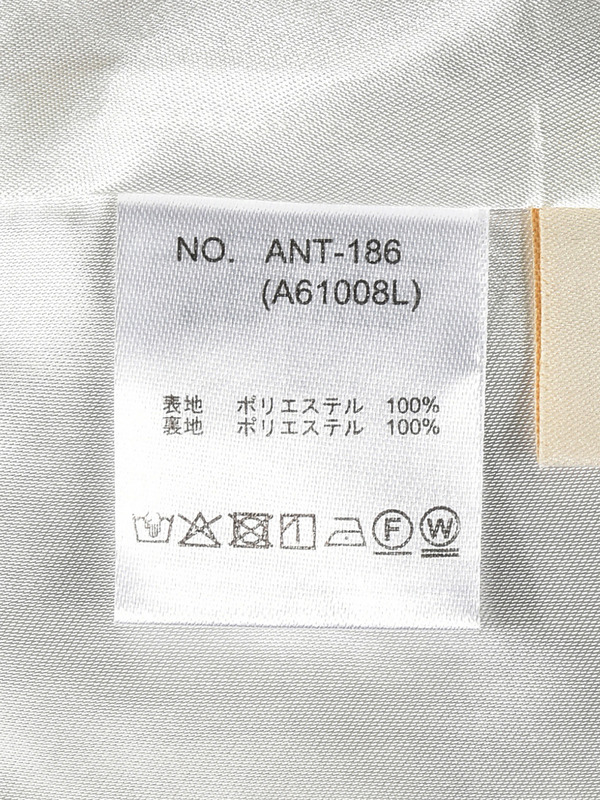 NO. ANT-186
(A61008L)
表地 ポリエステル 100%
裏地 ポリエステル 100%
F W